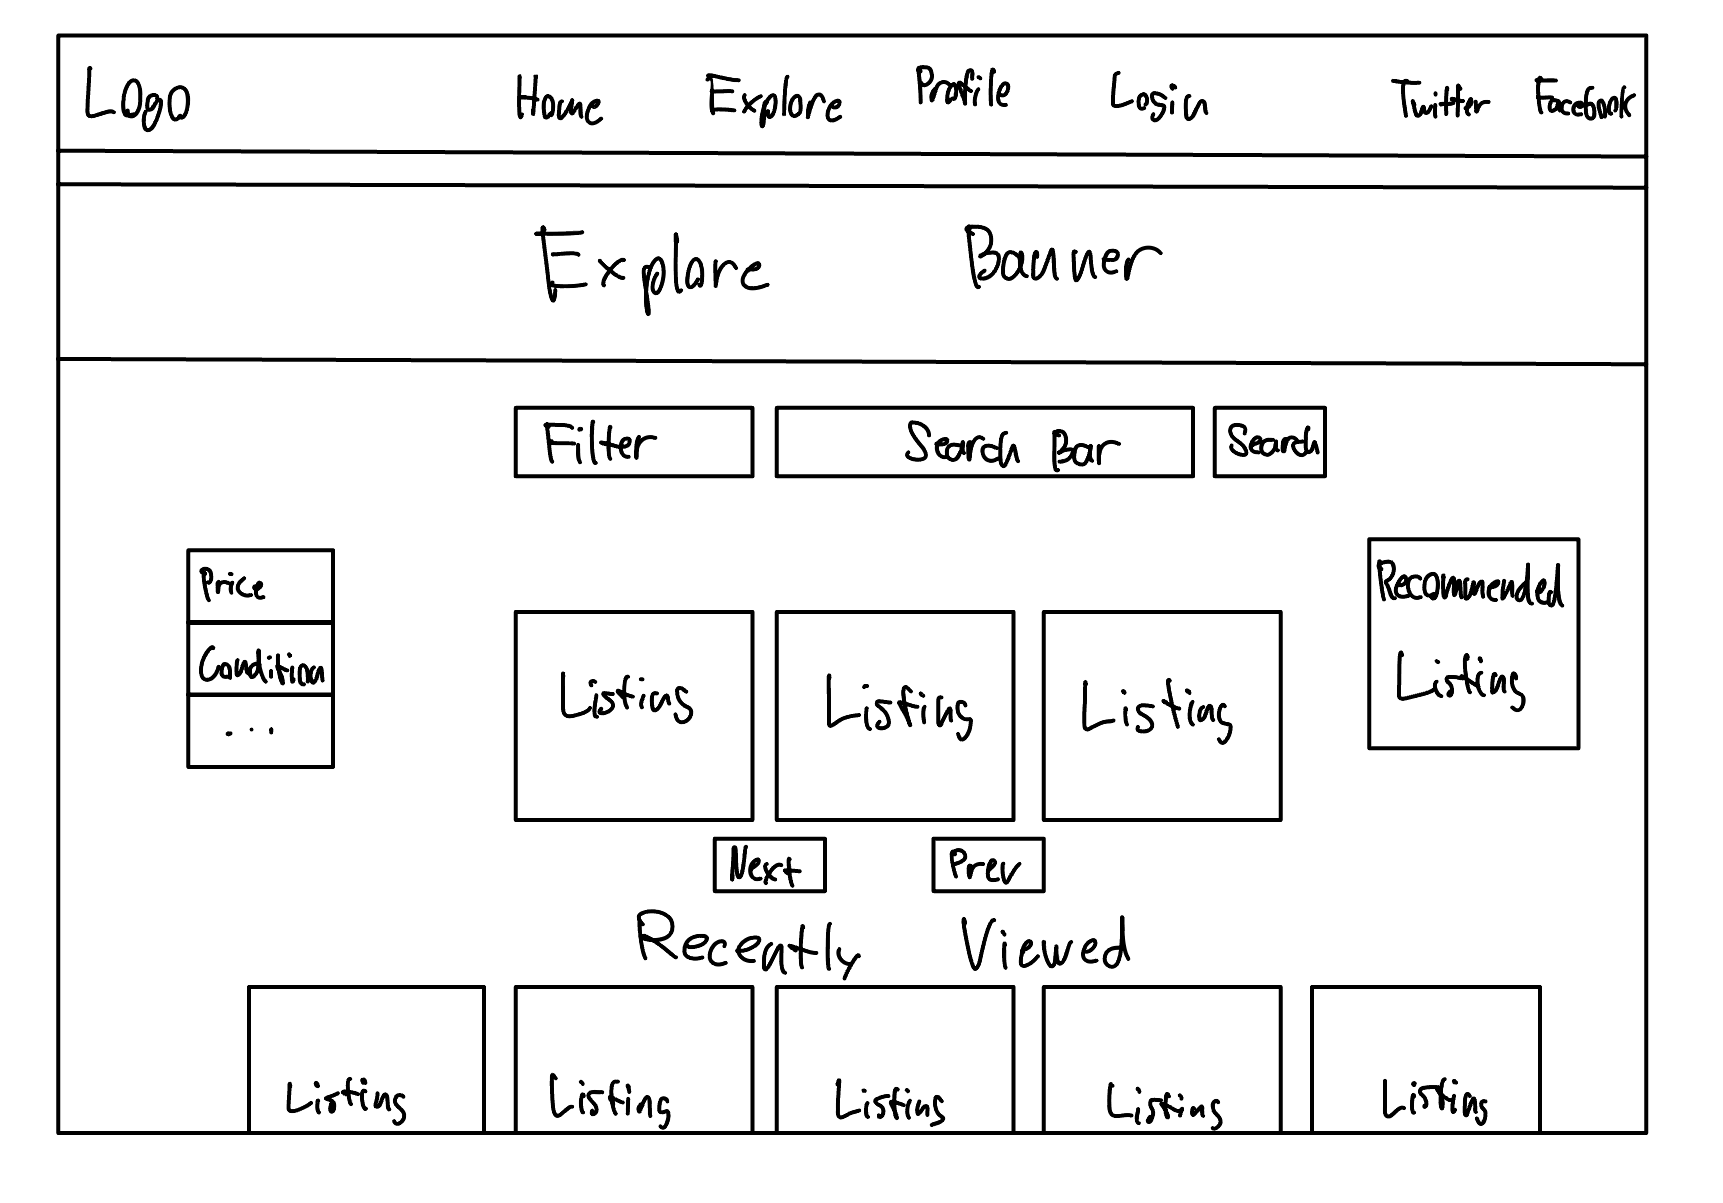 Logo Home Explore Profile Login Twitter Facebook
Explore Banner
Filter Search Bar Search
Price
Condition
...
Listing Listing Listing
Recommended
Listing
Next Prev
Recently Viewed
Listing Listing Listing Listing Listing